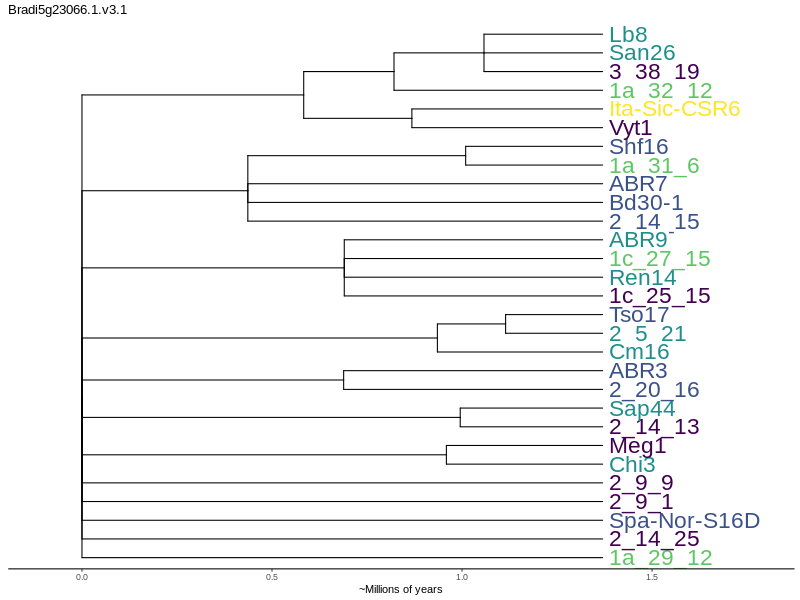 Bradi5g23066.1.v3.1
Lb8
San26
3_38_19
1a_32_12
Ita-Sic-CSR6
Vyt1
Shf16
1a_31_6
ABR7
Bd30-1
2_14_15
ABR9
1c_27_15
Ren14
1c_25_15
Tso17
2_5_21
Cm16
ABR3
2_20_16
Sap44
2_14_13
Meg1
Chi3
2_9_9
2_9_1
Spa-Nor-S16D
2_14_25
1a_29_12
0.0 0.5 1.0 1.5
~Millions of years